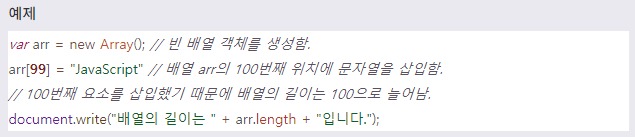 예제
var arr = new Array(); // 빈 배열 객체를 생성함.
arr[99] = "JavaScript" // 배열 arr의 100번째 위치에 문자열을 삽입함.
// 100번째 요소를 삽입했기 때문에 배열의 길이는 100으로 늘어남.
document.write("배열의 길이는 " + arr.length + "입니다.");